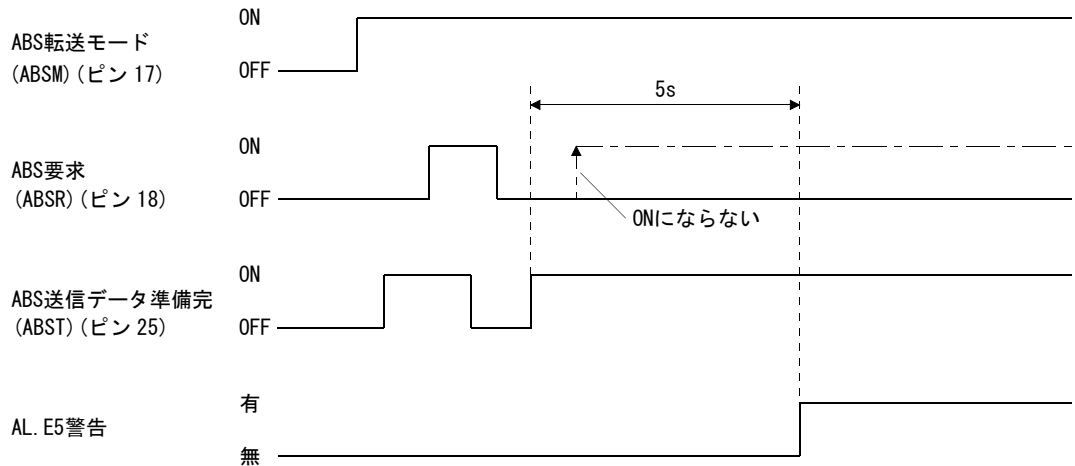 ON
ABS転送モード
(ABSM)(ピン 17)
OFF
5s
ON
ABS要求
(ABSR)(ピン 18)
OFF
ONにならない
ON
ABS送信データ準備完
(ABST)(ピン 25)
OFF
有
AL.E5警告
無